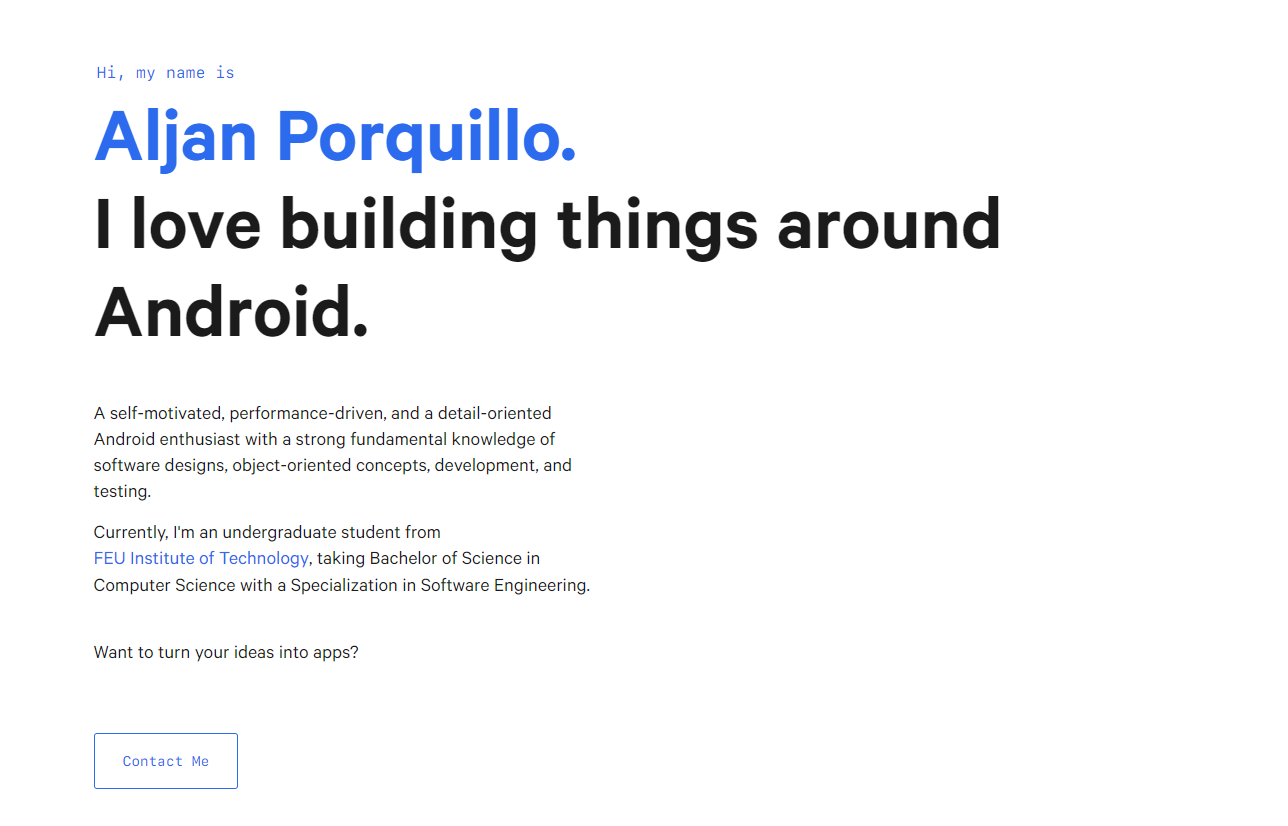 Hi, my name is
Aljan Porquillo.
I love building things around
Android.
A self-motivated, performance-driven, and a detail-oriented
Android enthusiast with a strong fundamental knowledge of
software designs, object-oriented concepts, development, and
testing.
Currently, I'm an undergraduate student from
FEU Institute of Technology, taking Bachelor of Science in
Computer Science with a Specialization in Software Engineering.
Want to turn your ideas into apps?
Contact Me